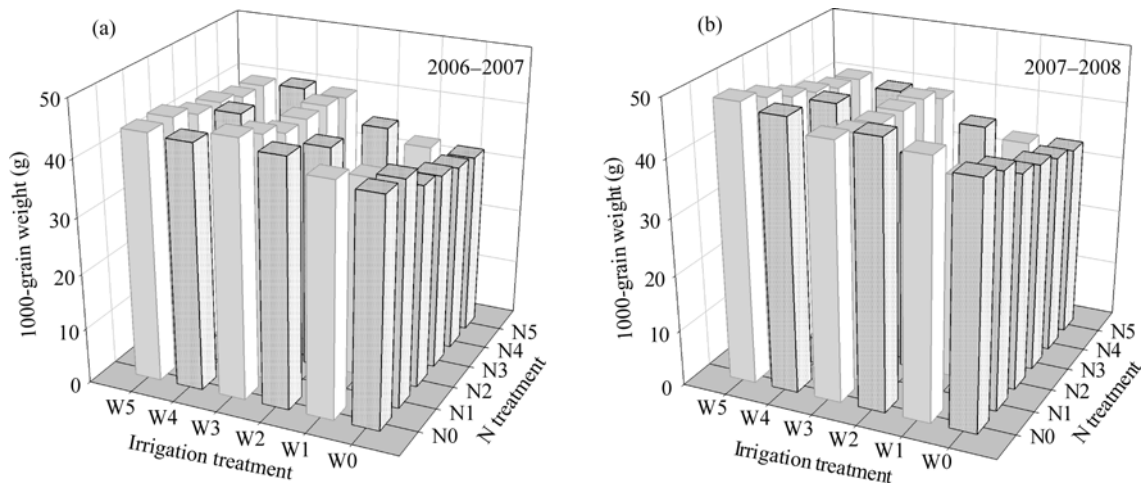 (a)
2006–2007
1000-grain weight (g)
50
40
30
20
10
0
W5
W4
W3
W2
W1
W0
Irrigation treatment
N0
N1
N2
N3
N4
N5
N treatment
(b)
2007–2008
1000-grain weight (g)
50
40
30
20
10
0
W5
W4
W3
W2
W1
W0
Irrigation treatment
N0
N1
N2
N3
N4
N5
N treatment